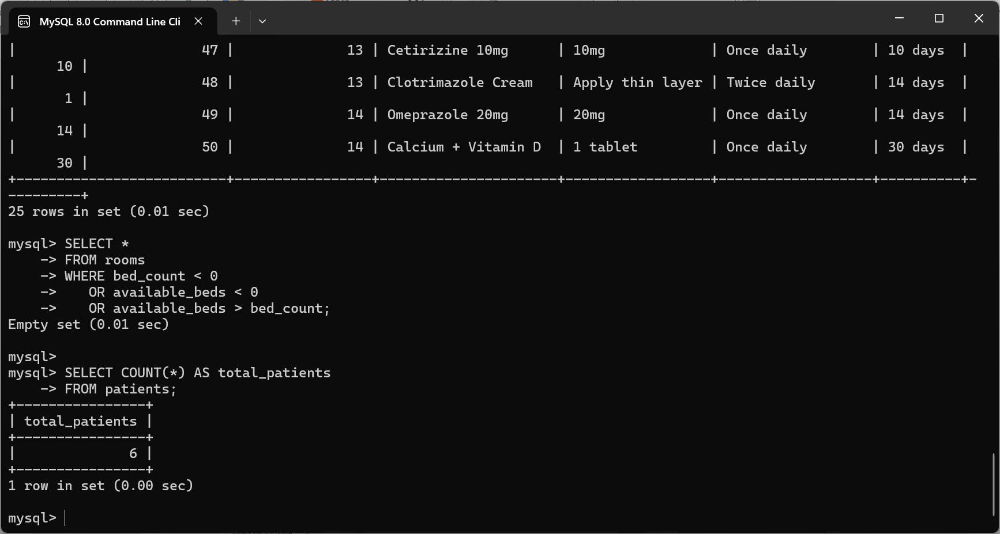 MySQL 8.0 Command Line Cli
|                        47 |              13 | Cetirizine 10mg      | 10mg             | Once daily        | 10 days  |
      10 |
|                        48 |              13 | Clotrimazole Cream   | Apply thin layer | Twice daily       | 14 days  |
       1 |
|                        49 |              14 | Omeprazole 20mg      | 20mg             | Once daily        | 14 days  |
      14 |
|                        50 |              14 | Calcium + Vitamin D  | 1 tablet         | Once daily        | 30 days  |
      30 |
+--------------------------+-----------------+----------------------+------------------+-------------------+----------+-
---------+
25 rows in set (0.01 sec)
mysql> SELECT *
    -> FROM rooms
    -> WHERE bed_count < 0
    ->    OR available_beds < 0
    ->    OR available_beds > bed_count;
Empty set (0.01 sec)
mysql>
mysql> SELECT COUNT(*) AS total_patients
    -> FROM patients;
+----------------+
| total_patients |
+----------------+
|              6 |
+----------------+
1 row in set (0.00 sec)
mysql>